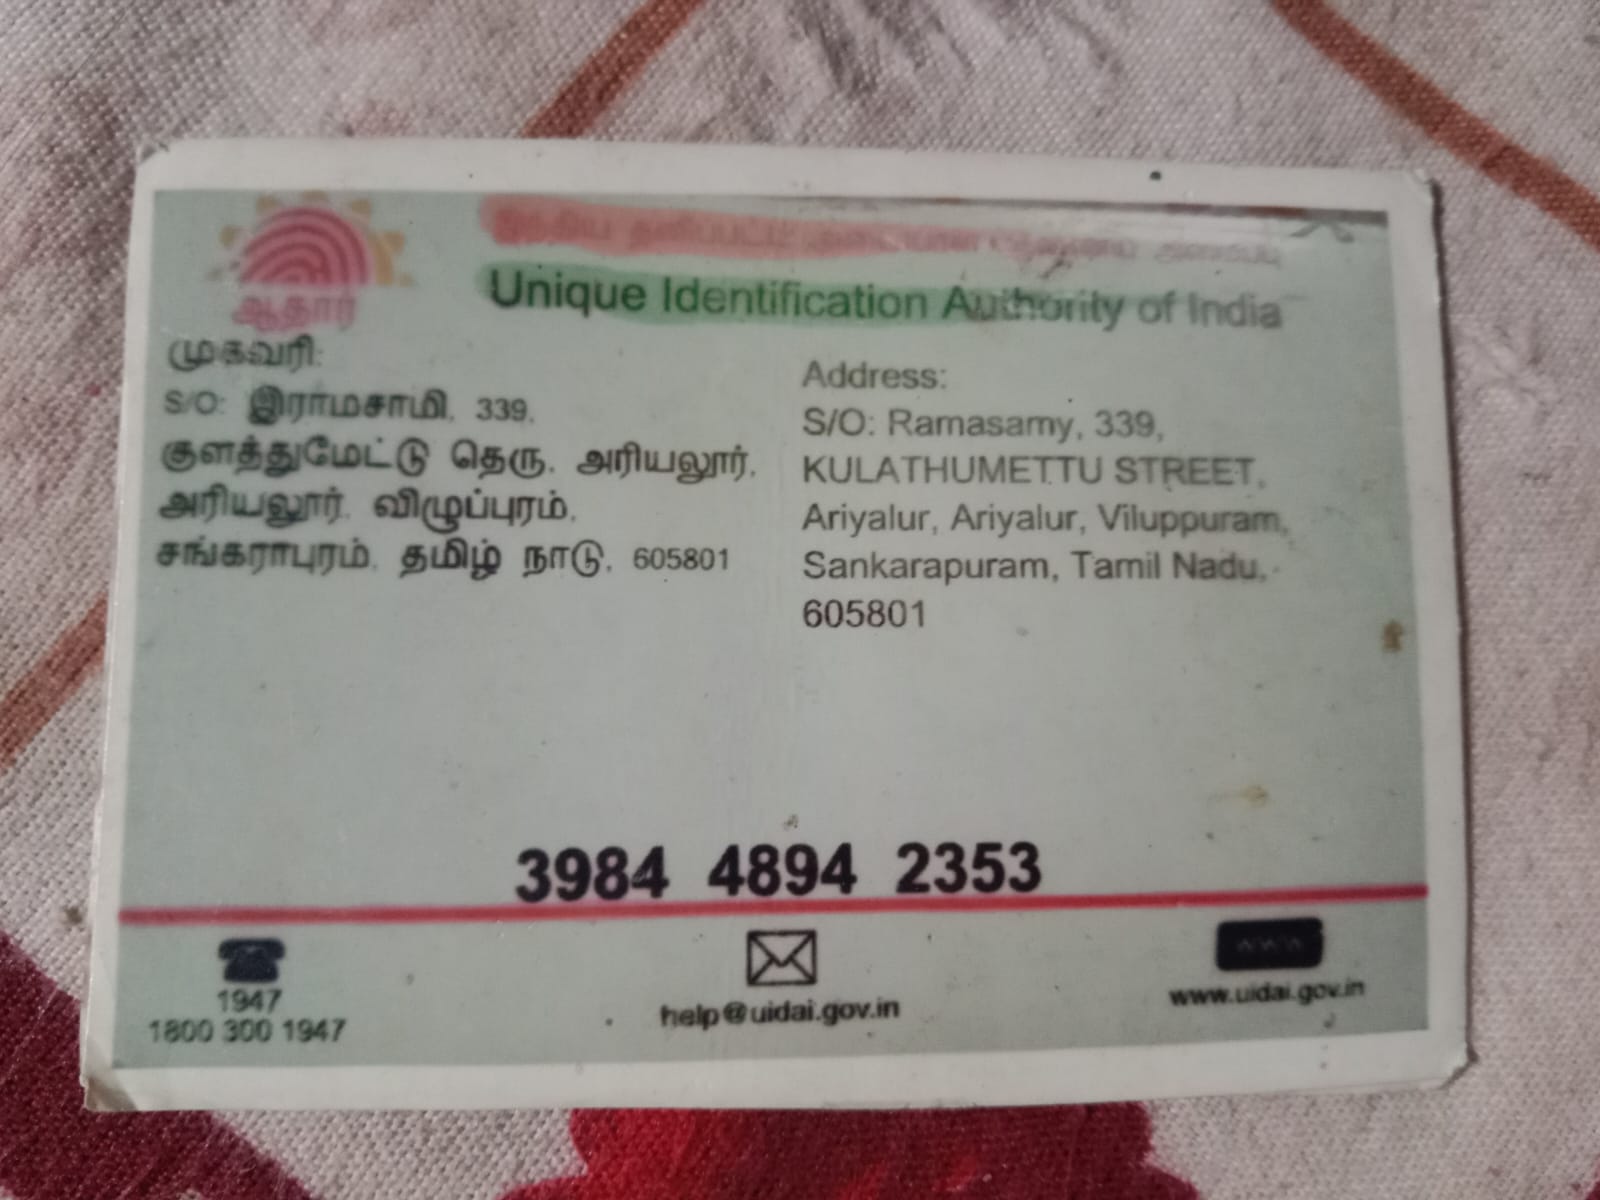 ஆதார்
Unique Identification Authority of India
முகவரி:
S/O: இராமசாமி, 339,
குளத்துமேட்டு தெரு, அரியலூர்,
அரியலூர், விழுப்புரம்,
சங்கராபுரம், தமிழ் நாடு, 605801
Address:
S/O: Ramasamy, 339,
KULATHUMETTU STREET,
Ariyalur, Ariyalur, Viluppuram,
Sankarapuram, Tamil Nadu,
605801
3984 4894 2353
1947
1800 300 1947
help@uidai.gov.in
www
www.uidai.gov.in